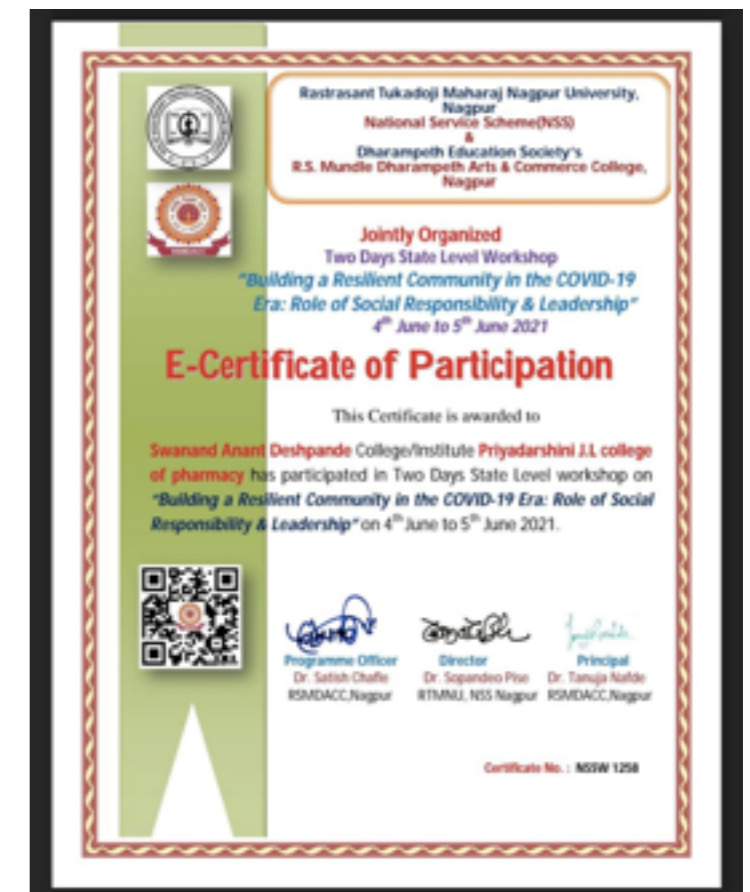 Rastrasant Tukadoji Maharaj Nagpur University,
Nagpur
National Service Scheme(NSS)
&
Dharampeth Education Society's
R.S. Mundle Dharampeth Arts & Commerce College,
Nagpur
Jointly Organized
Two Days State Level Workshop
"Building a Resilient Community in the COVID-19
Era: Role of Social Responsibility & Leadership"
4th June to 5th June 2021
E-Certificate of Participation
This Certificate is awarded to
Swanand Anant Deshpande College/Institute Priyadarshini J.L college
of pharmacy has participated in Two Days State Level workshop on
"Building a Resilient Community in the COVID-19 Era: Role of Social
Responsibility & Leadership" on 4th June to 5th June 2021.
Programme Officer Director Principal
Dr. Satish Chafle Dr. Sopandeo Pise Dr. Tanuja Nafde
RSMDACC,Nagpur RTMNU, NSS Nagpur RSMDACC,Nagpur
Certificate No. : NSSW 1258